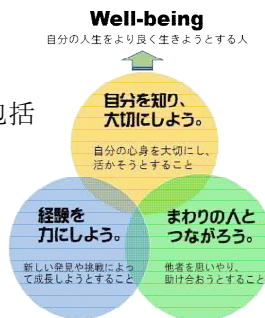 Well-being
自分の人生をより良く生きようとする人
包括
自分を知り、
大切にしよう。
自分の心身を大切にし、
活かそうとすること
経験を
力にしよう。
新しい発見や挑戦によっ
て成長しようとすること
まわりの人と
つながろう。
他者を思いやり、
助け合おうとすること